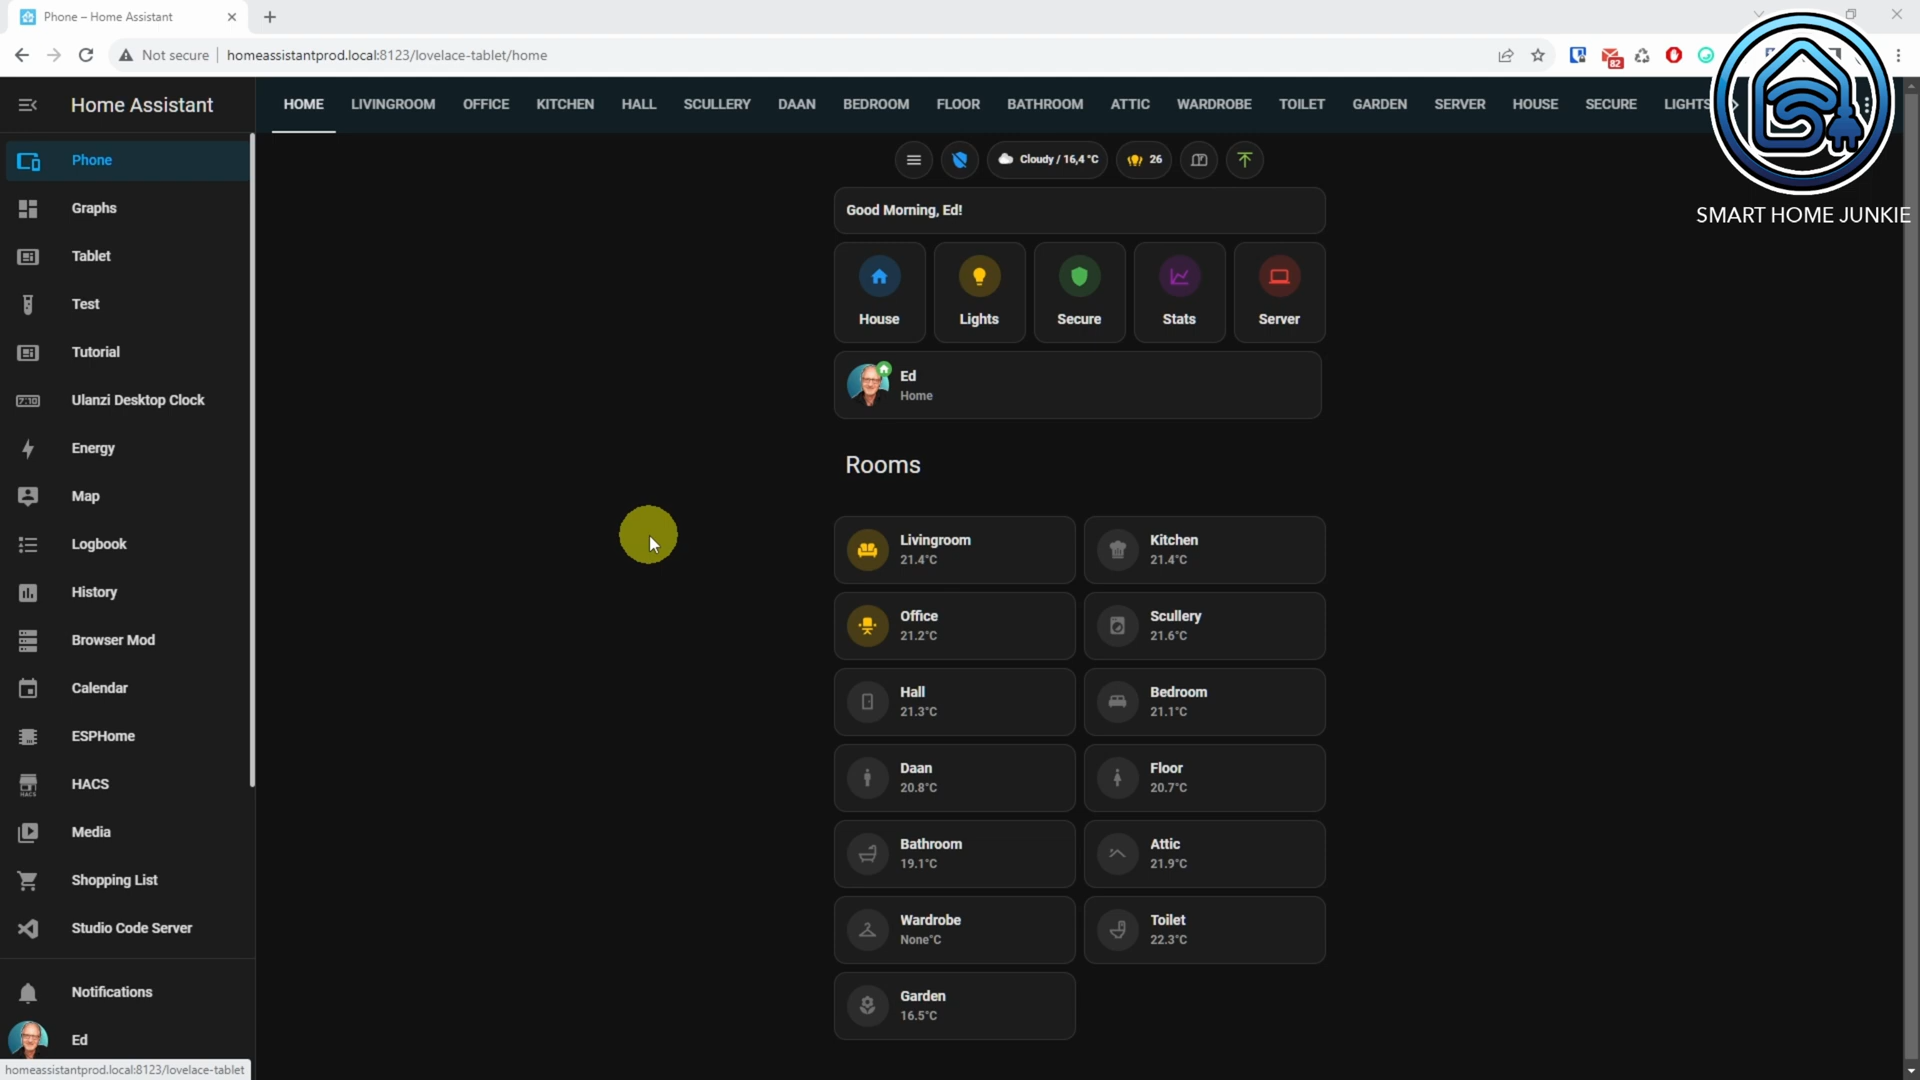 Phone – Home Assistant
Not secure
homeassistantprod.local:8123/lovelace-tablet/home
82
Home Assistant
HOME
LIVINGROOM
OFFICE
KITCHEN
HALL
SCULLERY
DAAN
BEDROOM
FLOOR
BATHROOM
ATTIC
WARDROBE
TOILET
GARDEN
SERVER
HOUSE
SECURE
LIGHTS
SMART HOME JUNKIE
Phone
Graphs
Tablet
Test
Tutorial
7:10
Ulanzi Desktop Clock
Energy
Map
Logbook
History
Browser Mod
Calendar
ESPHome
HACS
HACS
Media
Shopping List
Studio Code Server
Notifications
Ed
homeassistantprod.local:8123/lovelace-tablet
Cloudy / 16,4 °C
26
Good Morning, Ed!
House
Lights
Secure
Stats
Server
Ed
Home
Rooms
Livingroom
21.4°C
Kitchen
21.4°C
Office
21.2°C
Scullery
21.6°C
Hall
21.3°C
Bedroom
21.1°C
Daan
20.8°C
Floor
20.7°C
Bathroom
19.1°C
Attic
21.9°C
Wardrobe
None°C
Toilet
22.3°C
Garden
16.5°C